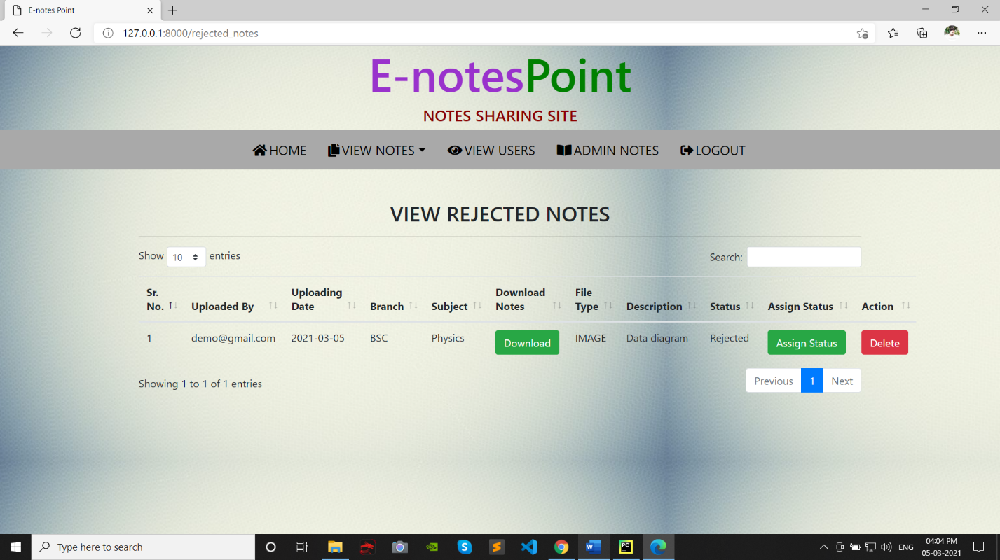 E-notes Point
127.0.0.1:8000/rejected_notes
E-notesPoint
NOTES SHARING SITE
HOME VIEW NOTES VIEW USERS ADMIN NOTES LOGOUT
VIEW REJECTED NOTES
Show 10 entries Search:
Sr. No. Uploaded By Uploading Date Branch Subject Download Notes File Type Description Status Assign Status Action
1 demo@gmail.com 2021-03-05 BSC Physics Download IMAGE Data diagram Rejected Assign Status Delete
Showing 1 to 1 of 1 entries Previous 1 Next
Type here to search ENG 04:04 PM
05-03-2021